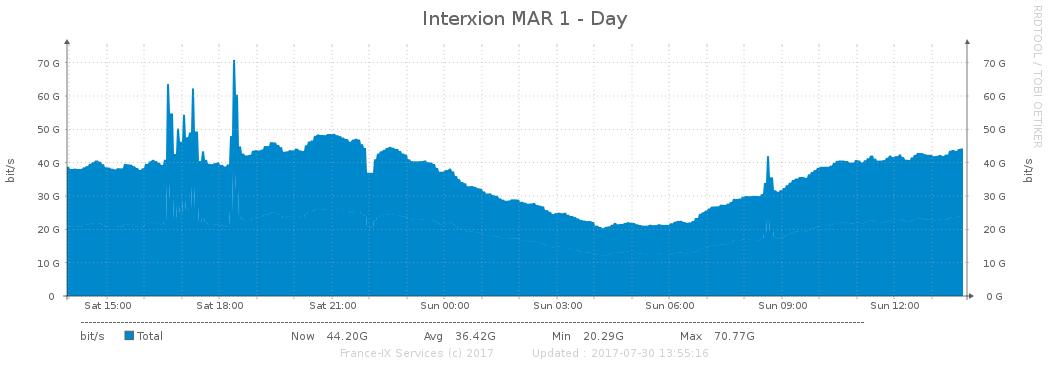 Interxion MAR 1 - Day
RRDTOOL / TOBI OETIKER
bit/s
bit/s
70 G 70 G
60 G 60 G
50 G 50 G
40 G 40 G
30 G 30 G
20 G 20 G
10 G 10 G
0 0 G
Sat 15:00 Sat 18:00 Sat 21:00 Sun 00:00 Sun 03:00 Sun 06:00 Sun 09:00 Sun 12:00
bit/s Total Now 44.20G Avg 36.42G Min 20.29G Max 70.77G
France-IX Services (c) 2017 Updated : 2017-07-30 13:55:16